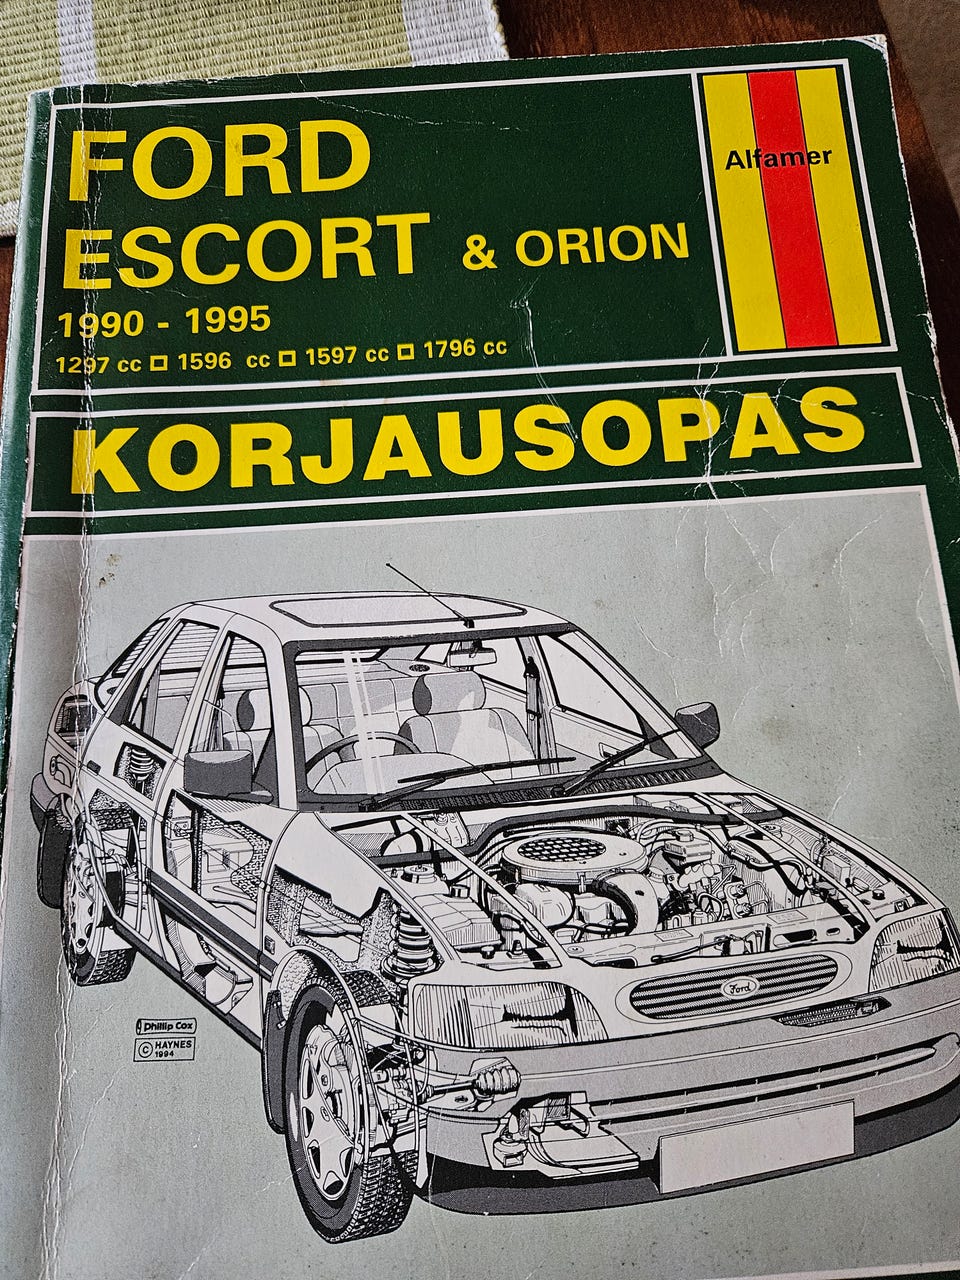 FORD
ESCORT & ORION
1990 - 1995
1297 cc □ 1596 cc □ 1597 cc □ 1796 cc
Alfamer
KORJAUSOPAS
Ford
Phillip Cox
© HAYNES
1994